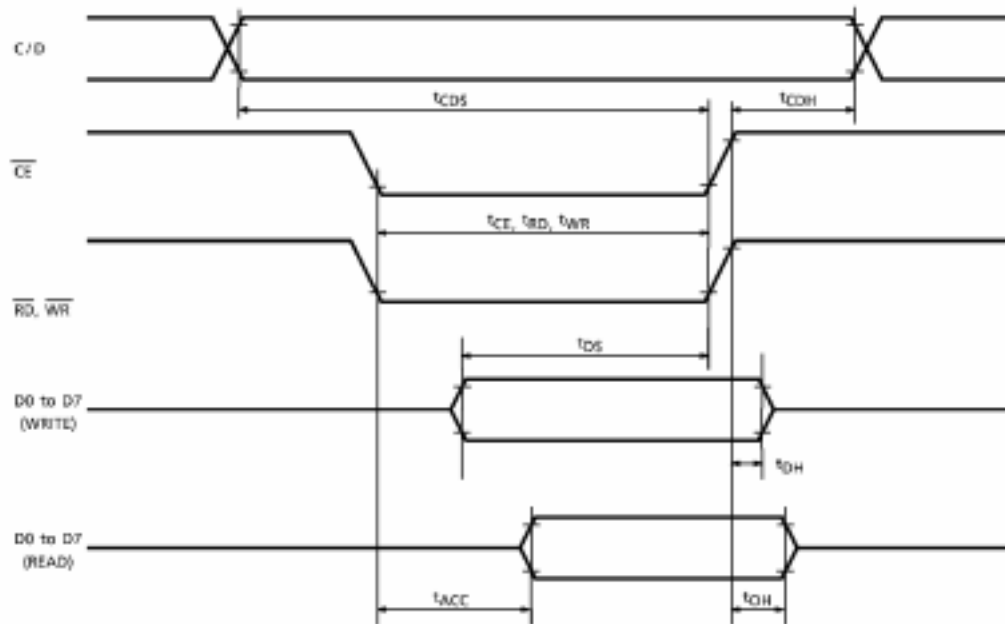 C/D
tCDS
tCDH
CE
tCE, tRD, tWR
RD, WR
tDS
D0 to D7
(WRITE)
tDH
D0 to D7
(READ)
tACC
tOH